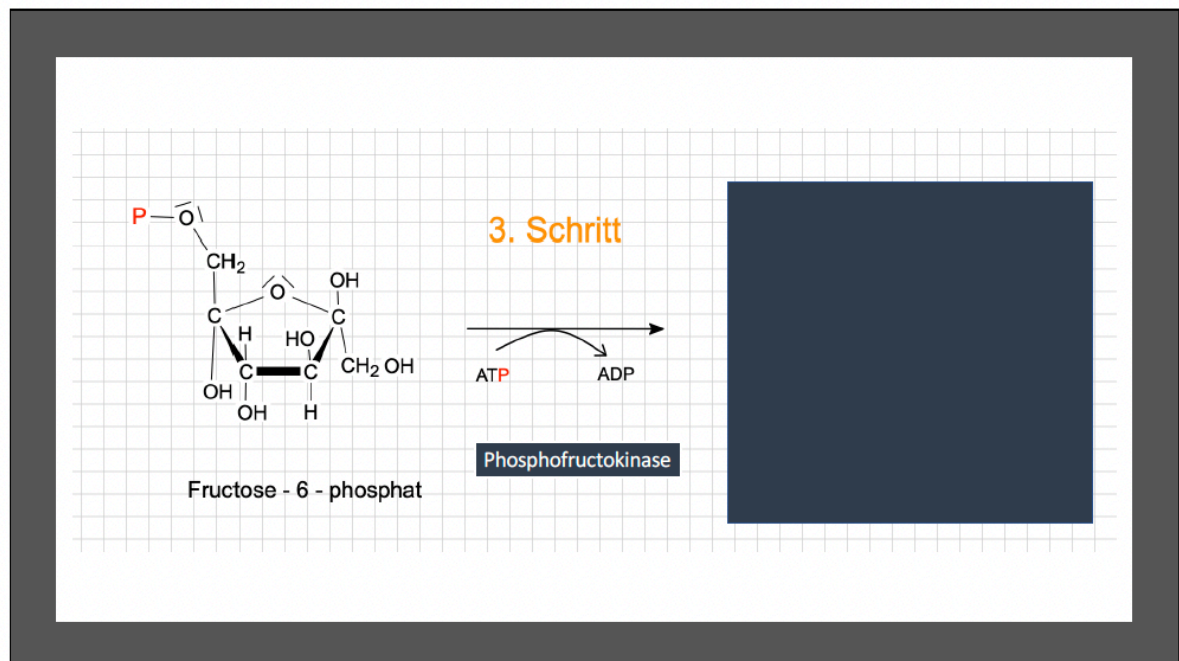 P
O
3. Schritt
CH2
OH
O
C
C
H
HO
C
C
CH2 OH
OH
OH
H
ATP
ADP
Phosphofructokinase
Fructose - 6 - phosphat